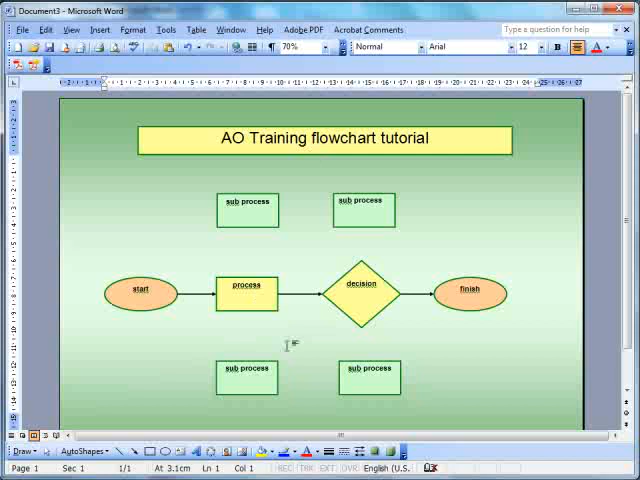 Document3 - Microsoft Word
File Edit View Insert Format Tools Table Window Help Adobe PDF Acrobat Comments
Type a question for help
70% Normal Arial 12 B A
AO Training flowchart tutorial
sub process sub process
start process decision finish
sub process sub process
Draw AutoShapes
Page 1 Sec 1 1/1 At 3.1cm Ln 1 Col 1 REC TRK EXT OVR English (U.S.